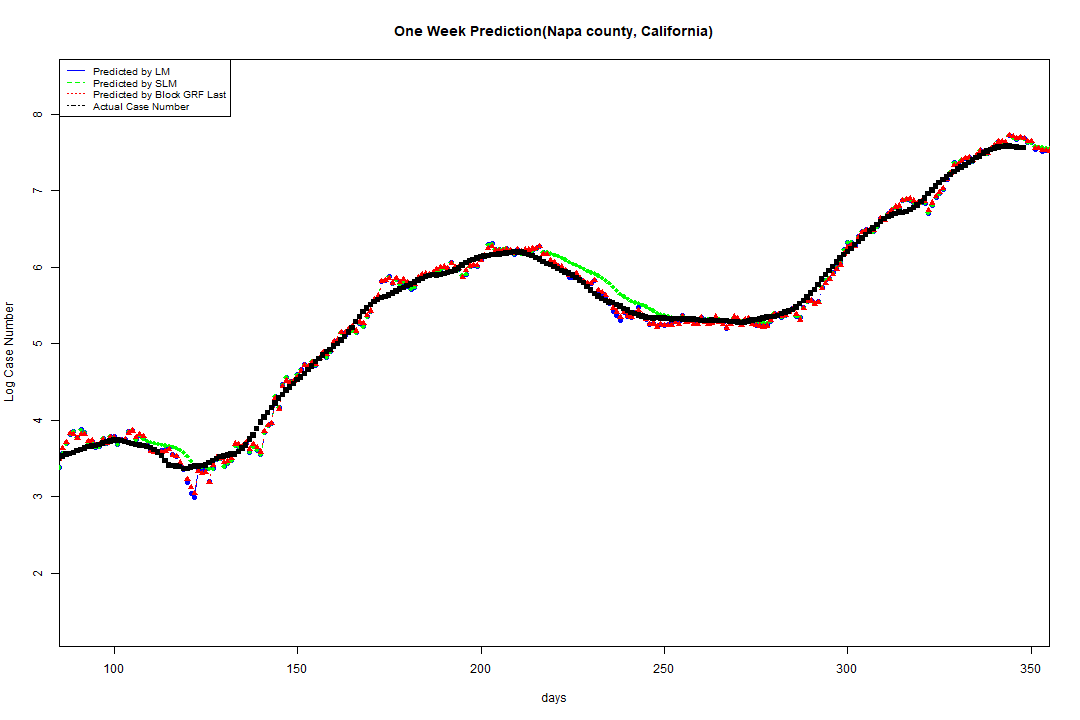 One Week Prediction(Napa county, California)
Predicted by LM
Predicted by SLM
Predicted by Block GRF Last
Actual Case Number
8
7
6
5
4
3
2
Log Case Number
100 150 200 250 300 350
days